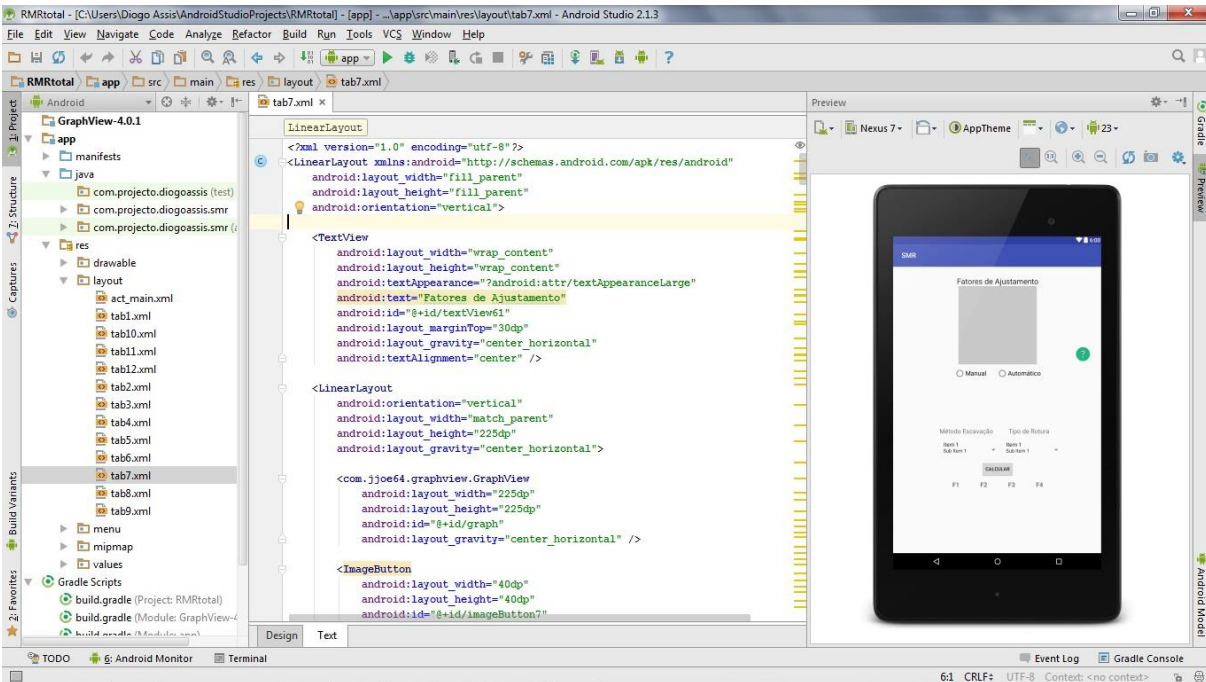 RMRtotal - [C:\Users\Diogo Assis\AndroidStudioProjects\RMRtotal] - [app] - ...\app\src\main\res\layout\tab7.xml - Android Studio 2.1.3
File Edit View Navigate Code Analyze Refactor Build Run Tools VCS Window Help
app
RMRtotal app src main res layout tab7.xml
1: Project
Z: Structure
Captures
Build Variants
2: Favorites
Android
GraphView-4.0.1
app
manifests
java
com.projecto.diogoassis (test)
com.projecto.diogoassis.smr
com.projecto.diogoassis.smr (
res
drawable
layout
act_main.xml
tab1.xml
tab10.xml
tab11.xml
tab12.xml
tab2.xml
tab3.xml
tab4.xml
tab5.xml
tab6.xml
tab7.xml
tab8.xml
tab9.xml
menu
mipmap
values
Gradle Scripts
build.gradle (Project: RMRtotal)
build.gradle (Module: GraphView-4
build.gradle (Module: app)
tab7.xml
LinearLayout
<?xml version="1.0" encoding="utf-8"?>
<LinearLayout xmlns:android="http://schemas.android.com/apk/res/android"
android:layout_width="fill_parent"
android:layout_height="fill_parent"
android:orientation="vertical">
<TextView
android:layout_width="wrap_content"
android:layout_height="wrap_content"
android:textAppearance="?android:attr/textAppearanceLarge"
android:text="Fatores de Ajustamento"
android:id="@+id/textView61"
android:layout_marginTop="30dp"
android:layout_gravity="center_horizontal"
android:textAlignment="center" />
<LinearLayout
android:orientation="vertical"
android:layout_width="match_parent"
android:layout_height="225dp"
android:layout_gravity="center_horizontal">
<com.jjoe64.graphview.GraphView
android:layout_width="225dp"
android:layout_height="225dp"
android:id="@+id/graph"
android:layout_gravity="center_horizontal" />
<ImageButton
android:layout_width="40dp"
android:layout_height="40dp"
android:id="@+id/imageButton7"
Design Text
Preview
Nexus 7 AppTheme 23
6:00
SMR
Fatores de Ajustamento
?
Manual Automático
Método Escavação Tipo de Rotura
Item 1 Item 1
Sub Item 1 Sub Item 1
CALCULAR
F1 F2 F3 F4
Gradle
Preview
Android Model
TODO 6: Android Monitor Terminal Event Log Gradle Console
6:1 CRLF UTF-8 Context: <no context>